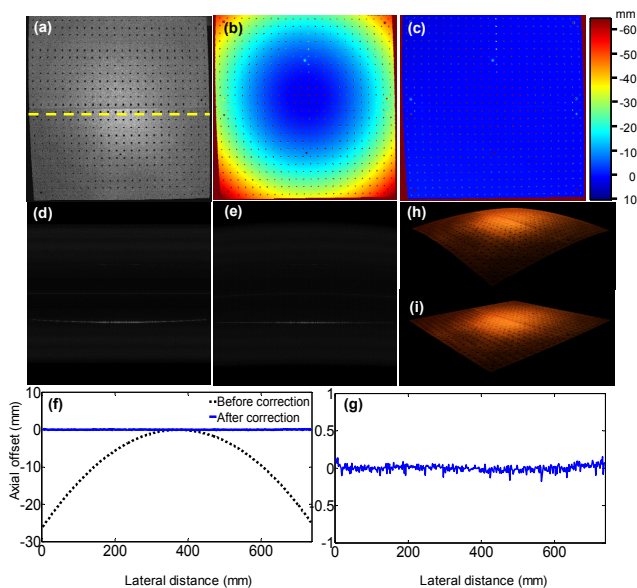 (a)
(b)
(c)
mm
-60
-50
-40
-30
-20
-10
0
10
(d)
(e)
(h)
(i)
(f)
Before correction
After correction
Axial offset (mm)
10
0
-10
-20
-30
0 200 400 600
(g)
1
0.5
0
-0.5
-1
0 200 400 600
Lateral distance (mm)
Lateral distance (mm)